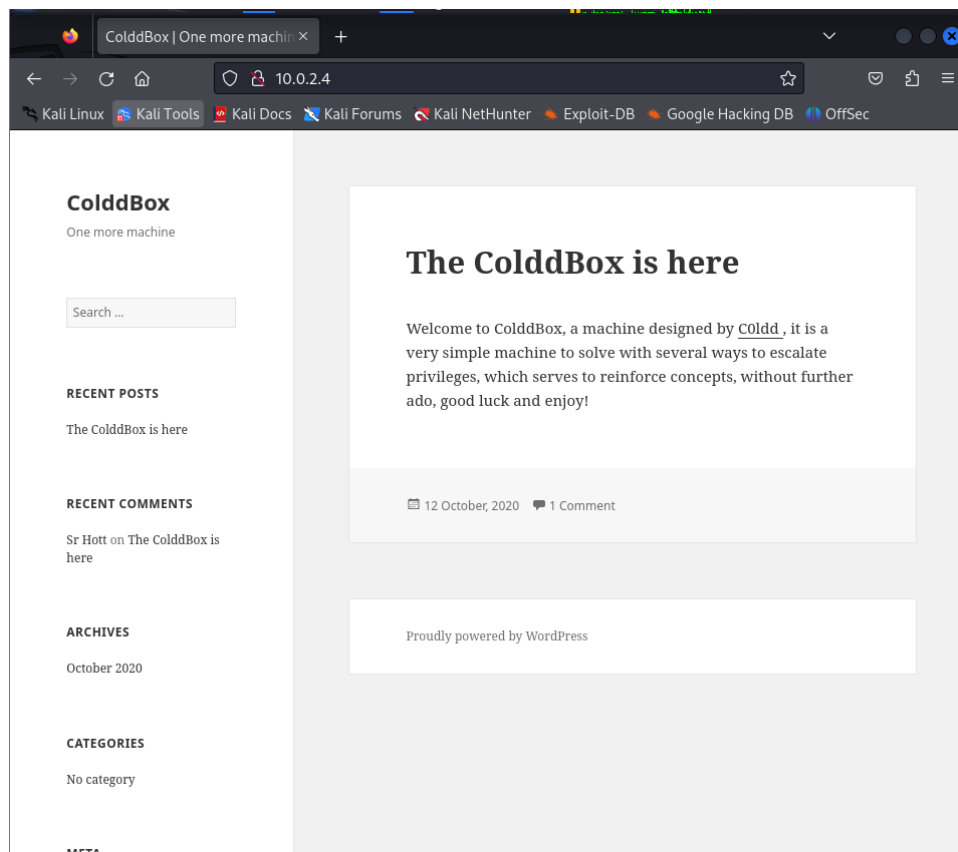 ColddBox | One more machin
10.0.2.4
Kali Linux Kali Tools Kali Docs Kali Forums Kali NetHunter Exploit-DB Google Hacking DB OffSec
ColddBox
One more machine
Search ...
RECENT POSTS
The ColddBox is here
RECENT COMMENTS
Sr Hott on The ColddBox is
here
ARCHIVES
October 2020
CATEGORIES
No category
META
The ColddBox is here
Welcome to ColddBox, a machine designed by C0ldd , it is a
very simple machine to solve with several ways to escalate
privileges, which serves to reinforce concepts, without further
ado, good luck and enjoy!
12 October, 2020 1 Comment
Proudly powered by WordPress